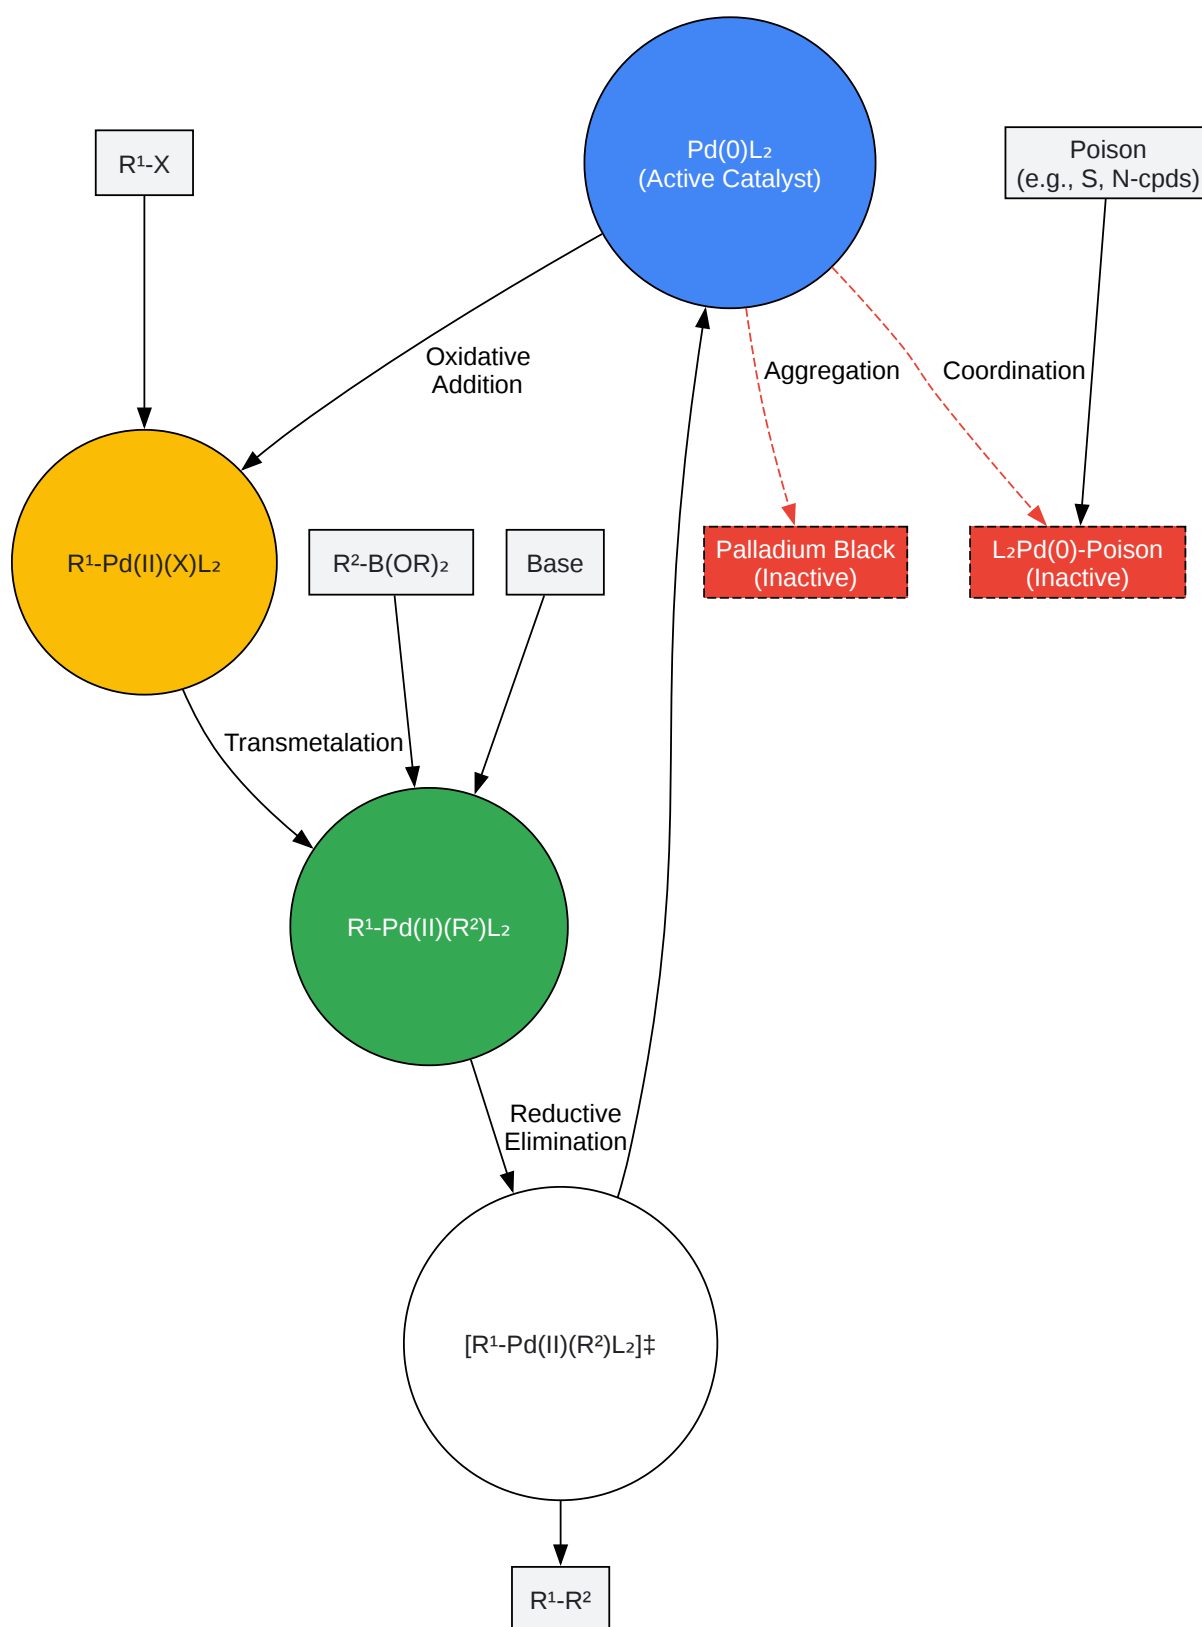 Pd(0)L₂
(Active Catalyst)
R¹-X
Poison
(e.g., S, N-cpds)
Oxidative
Addition
Aggregation
Coordination
R¹-Pd(II)(X)L₂
R²-B(OR)₂
Base
Palladium Black
(Inactive)
L₂Pd(0)-Poison
(Inactive)
Transmetalation
R¹-Pd(II)(R²)L₂
Reductive
Elimination
[R¹-Pd(II)(R²)L₂]‡
R¹-R²